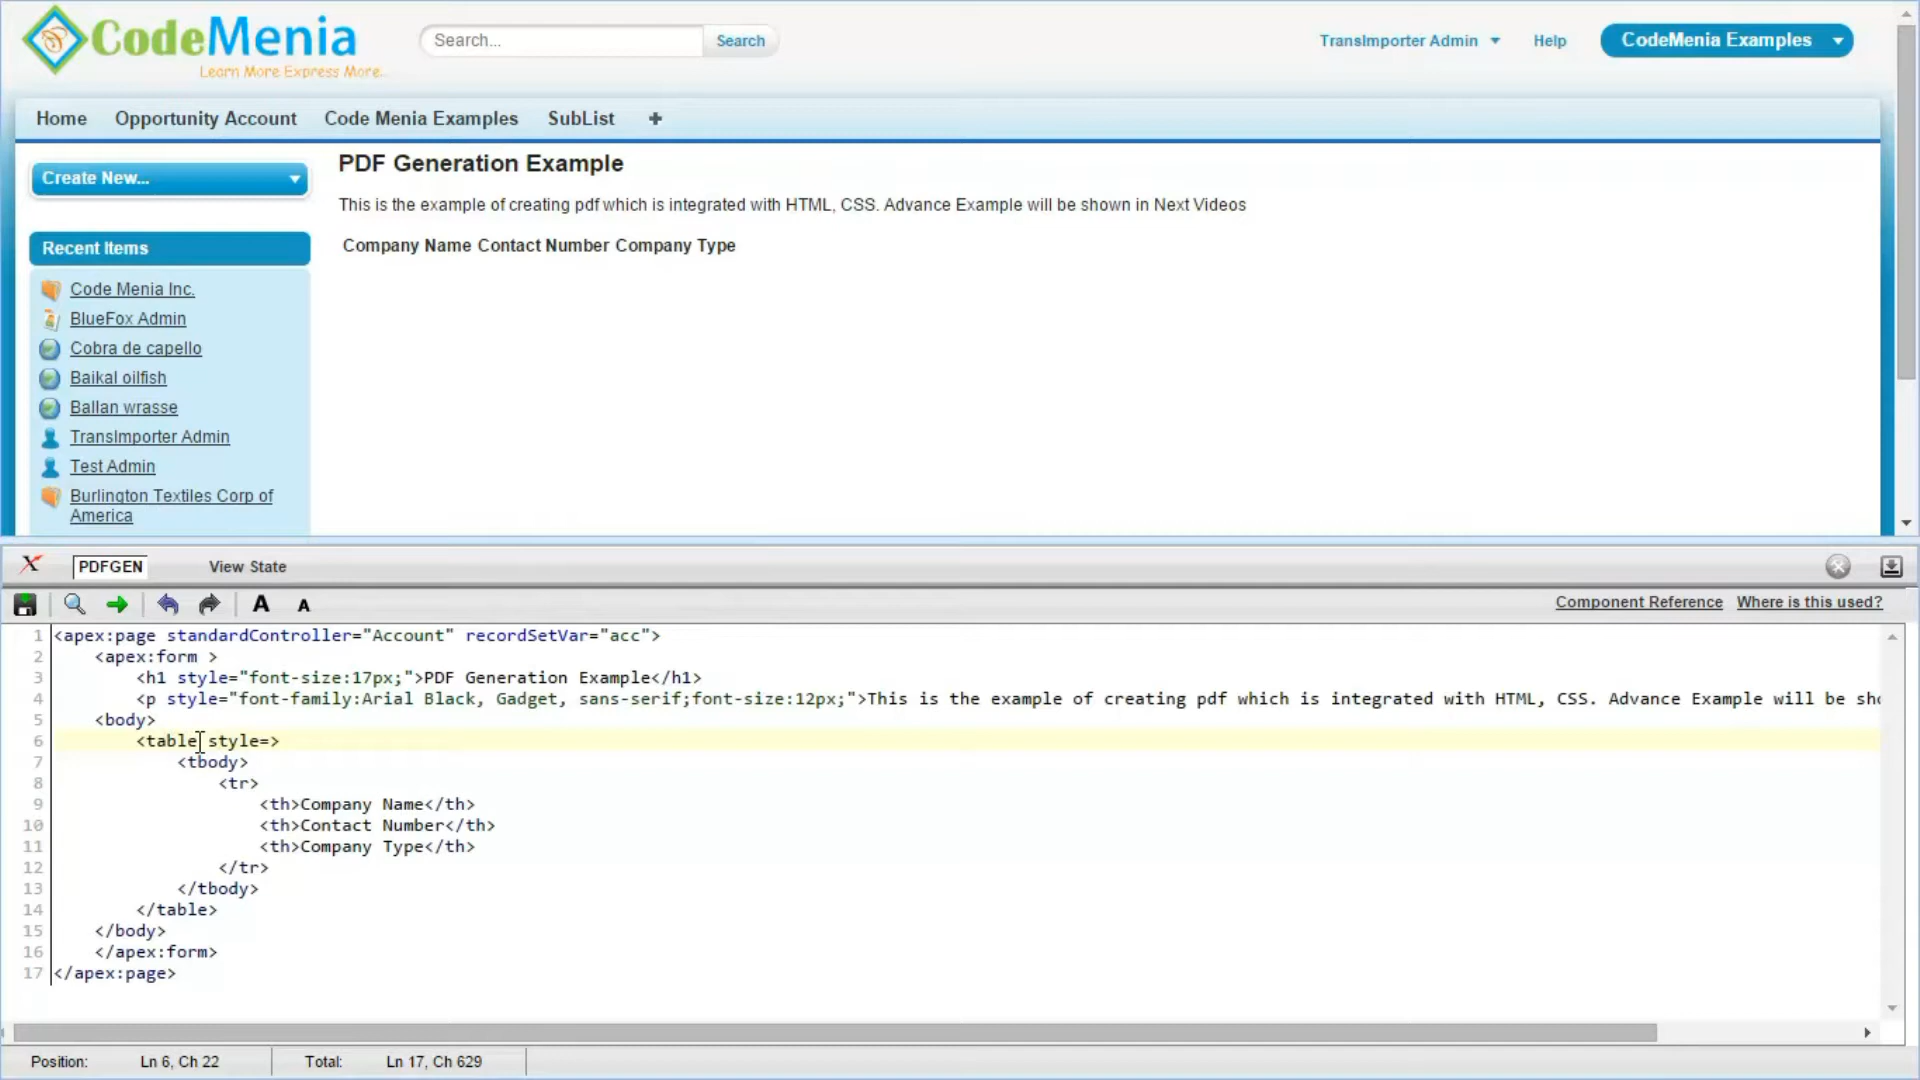 CodeMenia
Learn More Express More..
Search...
Search
TransImporter Admin
Help
CodeMenia Examples
Home
Opportunity Account
Code Menia Examples
SubList
+
Create New...
Recent Items
Code Menia Inc.
BlueFox Admin
Cobra de capello
Baikal oilfish
Ballan wrasse
TransImporter Admin
Test Admin
Burlington Textiles Corp of
America
PDF Generation Example
This is the example of creating pdf which is integrated with HTML, CSS. Advance Example will be shown in Next Videos
Company Name Contact Number Company Type
PDFGEN
View State
A
A
Component Reference
Where is this used?
1 <apex:page standardController="Account" recordSetVar="acc">
2 <apex:form >
3 <h1 style="font-size:17px;">PDF Generation Example</h1>
4 <p style="font-family:Arial Black, Gadget, sans-serif;font-size:12px;">This is the example of creating pdf which is integrated with HTML, CSS. Advance Example will be sho
5 <body>
6 <table style=>
7 <tbody>
8 <tr>
9 <th>Company Name</th>
10 <th>Contact Number</th>
11 <th>Company Type</th>
12 </tr>
13 </tbody>
14 </table>
15 </body>
16 </apex:form>
17 </apex:page>
Position: Ln 6, Ch 22 Total: Ln 17, Ch 629